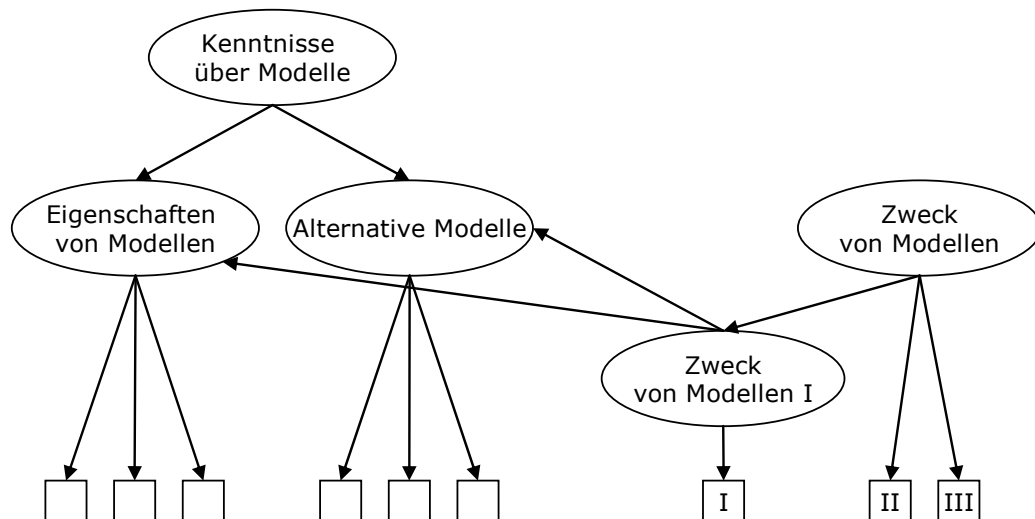 Kenntnisse
über Modelle
Eigenschaften
von Modellen
Alternative Modelle
Zweck
von Modellen
Zweck
von Modellen I
I
II
III